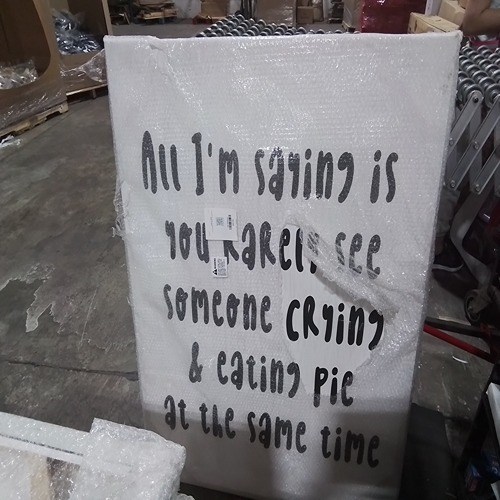 All I'm saying is
you RaRely see
someone CRying
& eating pie
at the same time